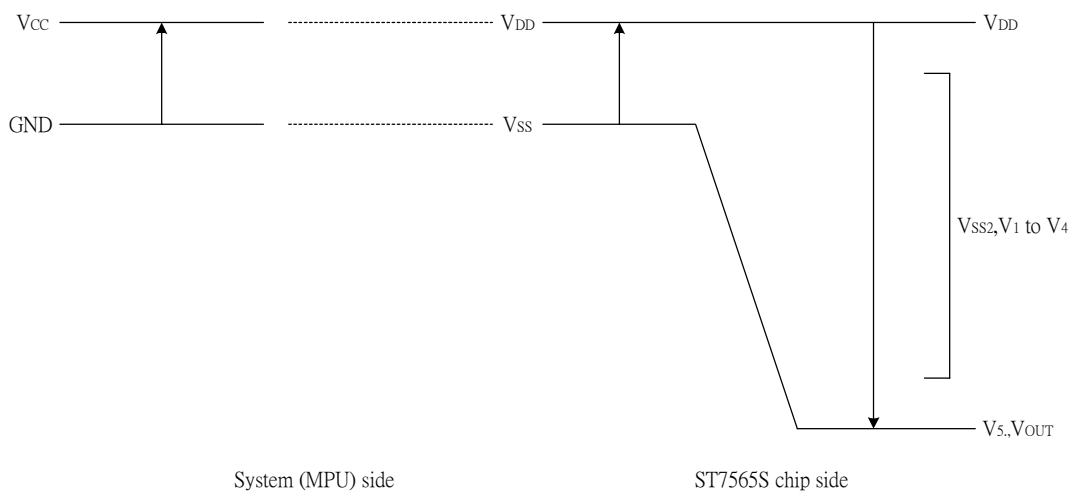 VCC
VDD
VDD
GND
VSS
VSS2,V1 to V4
V5.,VOUT
System (MPU) side
ST7565S chip side